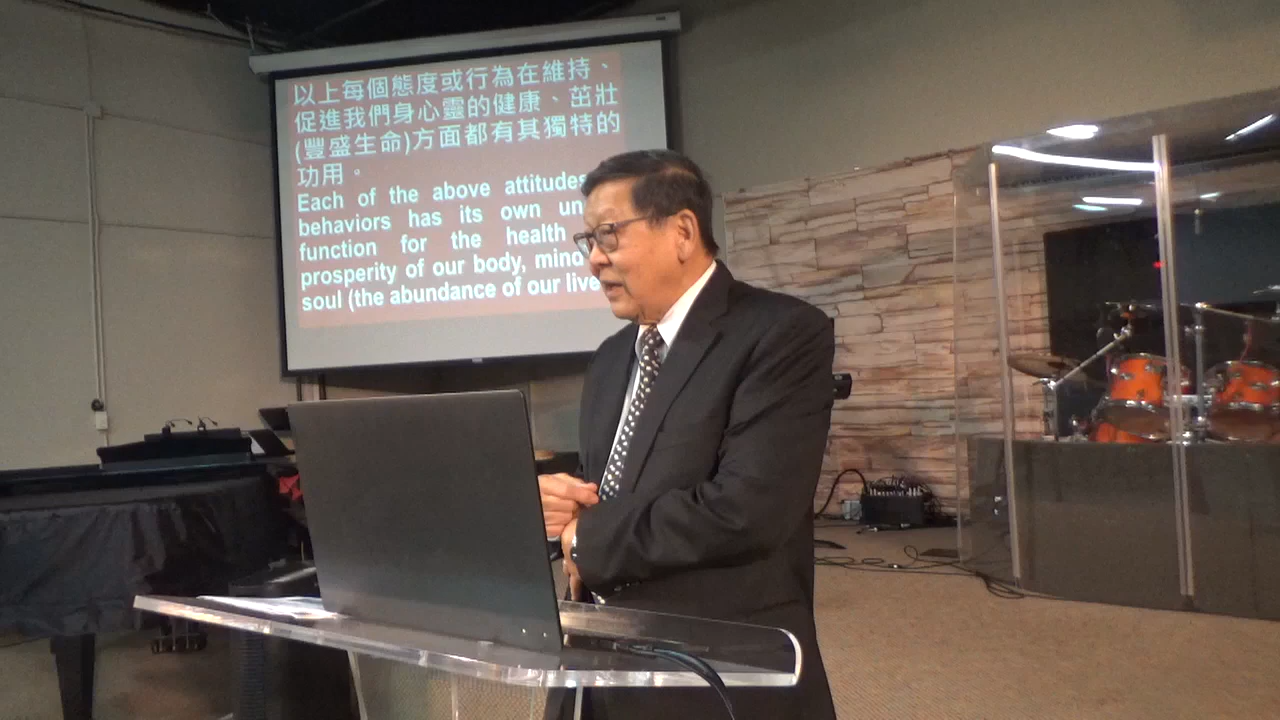 以上每個態度或行為在維持、
促進我們身心靈的健康、茁壯
(豐盛生命)方面都有其獨特的
功用。
Each of the above attitudes
behaviors has its own
function for the health
prosperity of our body, mind
soul (the abundance of our